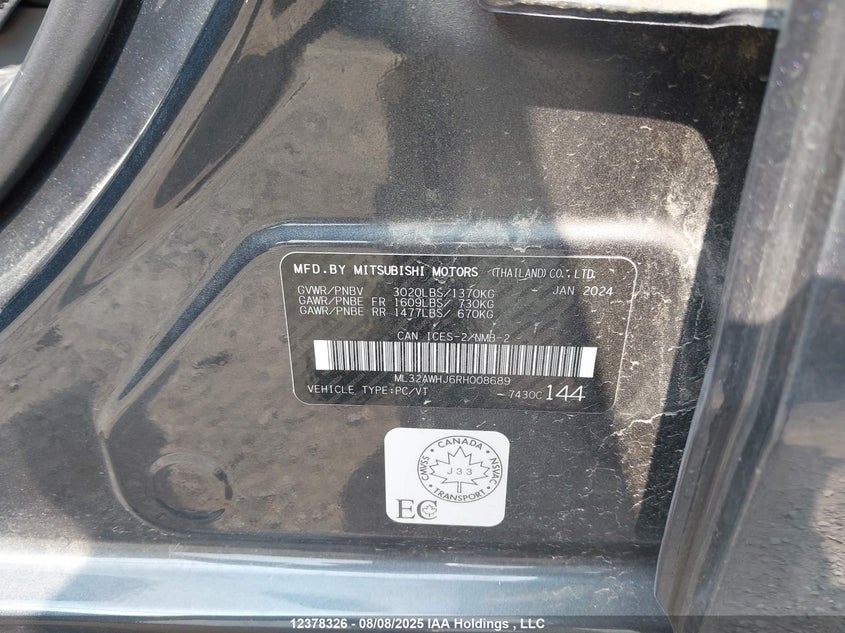 MFD.BY MITSUBISHI MOTORS (THAILAND)CO.,LTD.
GVWR/PNBV 3020LBS/1370KG - JAN 2024
GAWR/PNBE FR 1609LBS/ 730KG
GAWR/PNBE RR 1477LBS/ 670KG
CAN ICES-2/NMB-2
ML32AWHJ6RH008689
VEHICLE TYPE:PC/VT - 7430C 144
CANADA
CMVSS J33 NSVAC
TRANSPORT
EC
12378326 - 08/08/2025 IAA Holdings , LLC